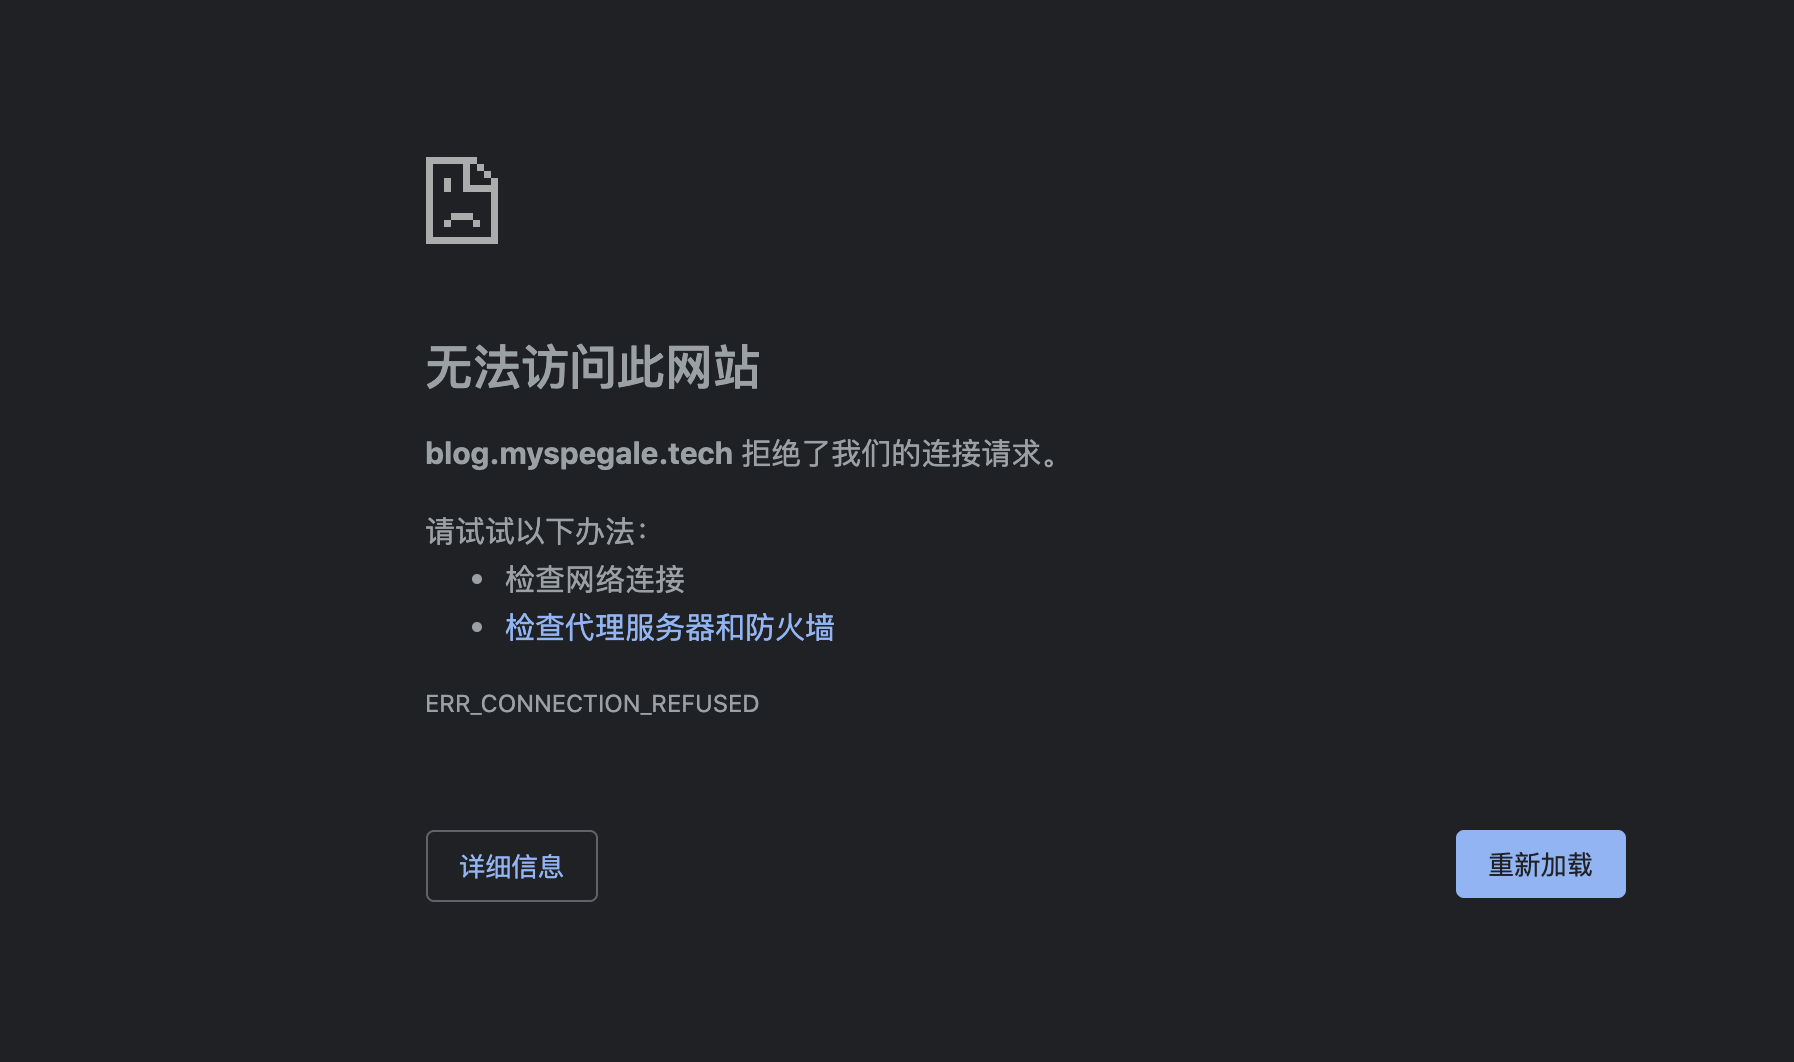 无法访问此网站
blog.myspegale.tech 拒绝了我们的连接请求。
请试试以下办法：
• 检查网络连接
• 检查代理服务器和防火墙
ERR_CONNECTION_REFUSED
详细信息
重新加载